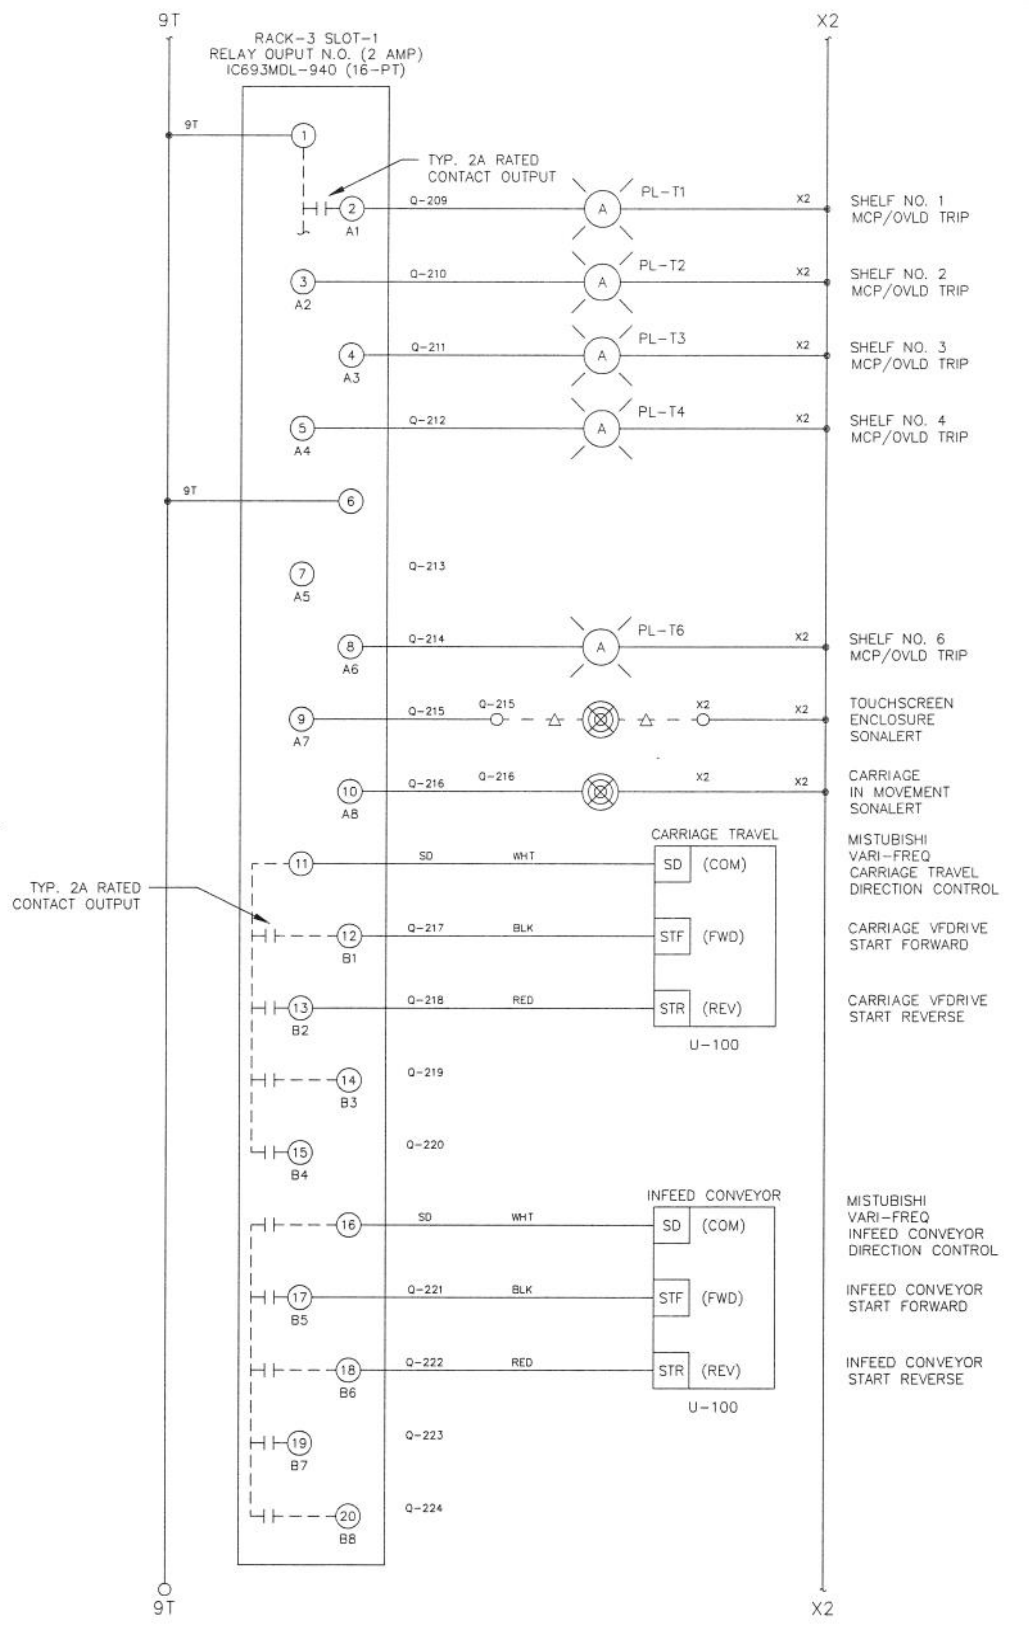 9T
X2
RACK-3 SLOT-1
RELAY OUPUT N.O. (2 AMP)
IC693MDL-940 (16-PT)
9T
1
TYP. 2A RATED
CONTACT OUTPUT
2
A1
Q-209
A
PL-T1
X2
SHELF NO. 1
MCP/OVLD TRIP
3
A2
Q-210
A
PL-T2
X2
SHELF NO. 2
MCP/OVLD TRIP
4
A3
Q-211
A
PL-T3
X2
SHELF NO. 3
MCP/OVLD TRIP
5
A4
Q-212
A
PL-T4
X2
SHELF NO. 4
MCP/OVLD TRIP
9T
6
7
A5
Q-213
8
A6
Q-214
A
PL-T6
X2
SHELF NO. 6
MCP/OVLD TRIP
9
A7
Q-215
Q-215
X2
X2
TOUCHSCREEN
ENCLOSURE
SONALERT
10
A8
Q-216
Q-216
X2
X2
CARRIAGE
IN MOVEMENT
SONALERT
CARRIAGE TRAVEL
11
SD
WHT
SD
(COM)
MISTUBISHI
VARI-FREQ
CARRIAGE TRAVEL
DIRECTION CONTROL
TYP. 2A RATED
CONTACT OUTPUT
12
B1
Q-217
BLK
STF
(FWD)
CARRIAGE VFDRIVE
START FORWARD
13
B2
Q-218
RED
STR
(REV)
CARRIAGE VFDRIVE
START REVERSE
U-100
14
B3
Q-219
15
B4
Q-220
INFEED CONVEYOR
16
SD
WHT
SD
(COM)
MISTUBISHI
VARI-FREQ
INFEED CONVEYOR
DIRECTION CONTROL
17
B5
Q-221
BLK
STF
(FWD)
INFEED CONVEYOR
START FORWARD
18
B6
Q-222
RED
STR
(REV)
INFEED CONVEYOR
START REVERSE
U-100
19
B7
Q-223
20
B8
Q-224
9T
X2